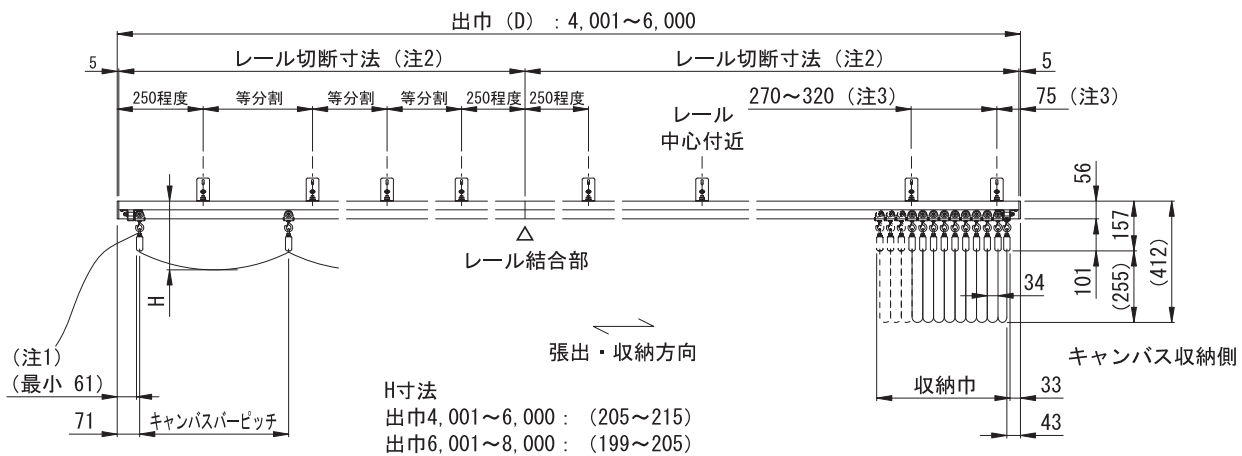 出巾（D）：4,001～6,000
5
レール切断寸法（注2）
レール切断寸法（注2）
5
250程度
等分割
等分割
等分割
250程度
250程度
270～320（注3）
75（注3）
レール
中心付近
56
157
(412)
レール結合部
H
101
(255)
34
張出・収納方向
キャンバス収納側
（注1）
（最小 61）
71
キャンバスバーピッチ
収納巾
33
43
H寸法
出巾4,001～6,000：（205～215）
出巾6,001～8,000：（199～205）